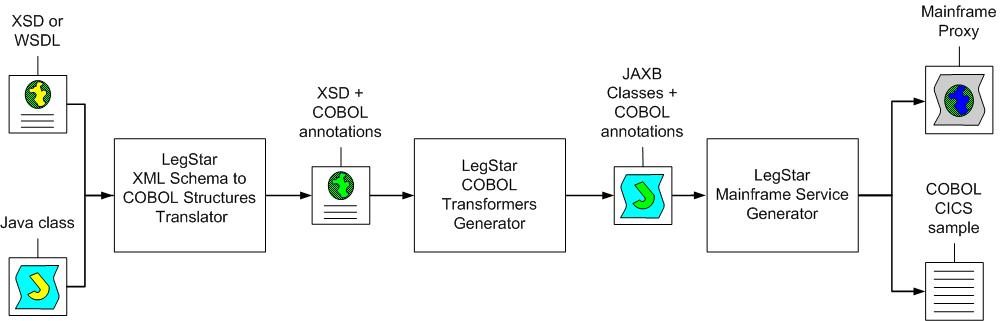 XSD or
WSDL
Java class
LegStar
XML Schema to
COBOL Structures
Translator
XSD +
COBOL
annotations
LegStar
COBOL
Transformers
Generator
JAXB
Classes +
COBOL
annotations
LegStar
Mainframe Service
Generator
Mainframe
Proxy
COBOL
CICS
sample